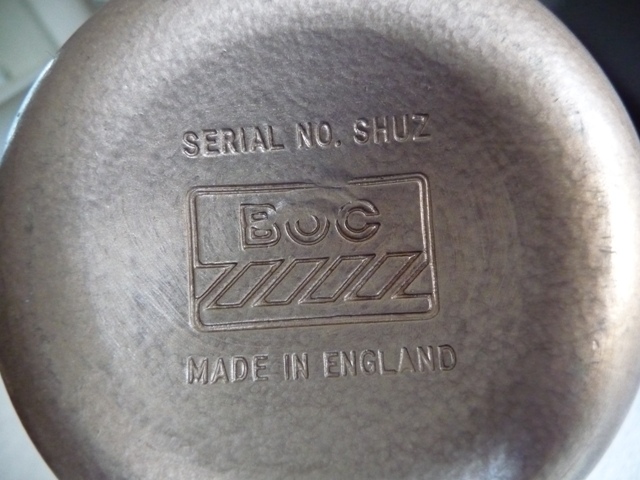 SERIAL NO. SHUZ
BOC
MADE IN ENGLAND